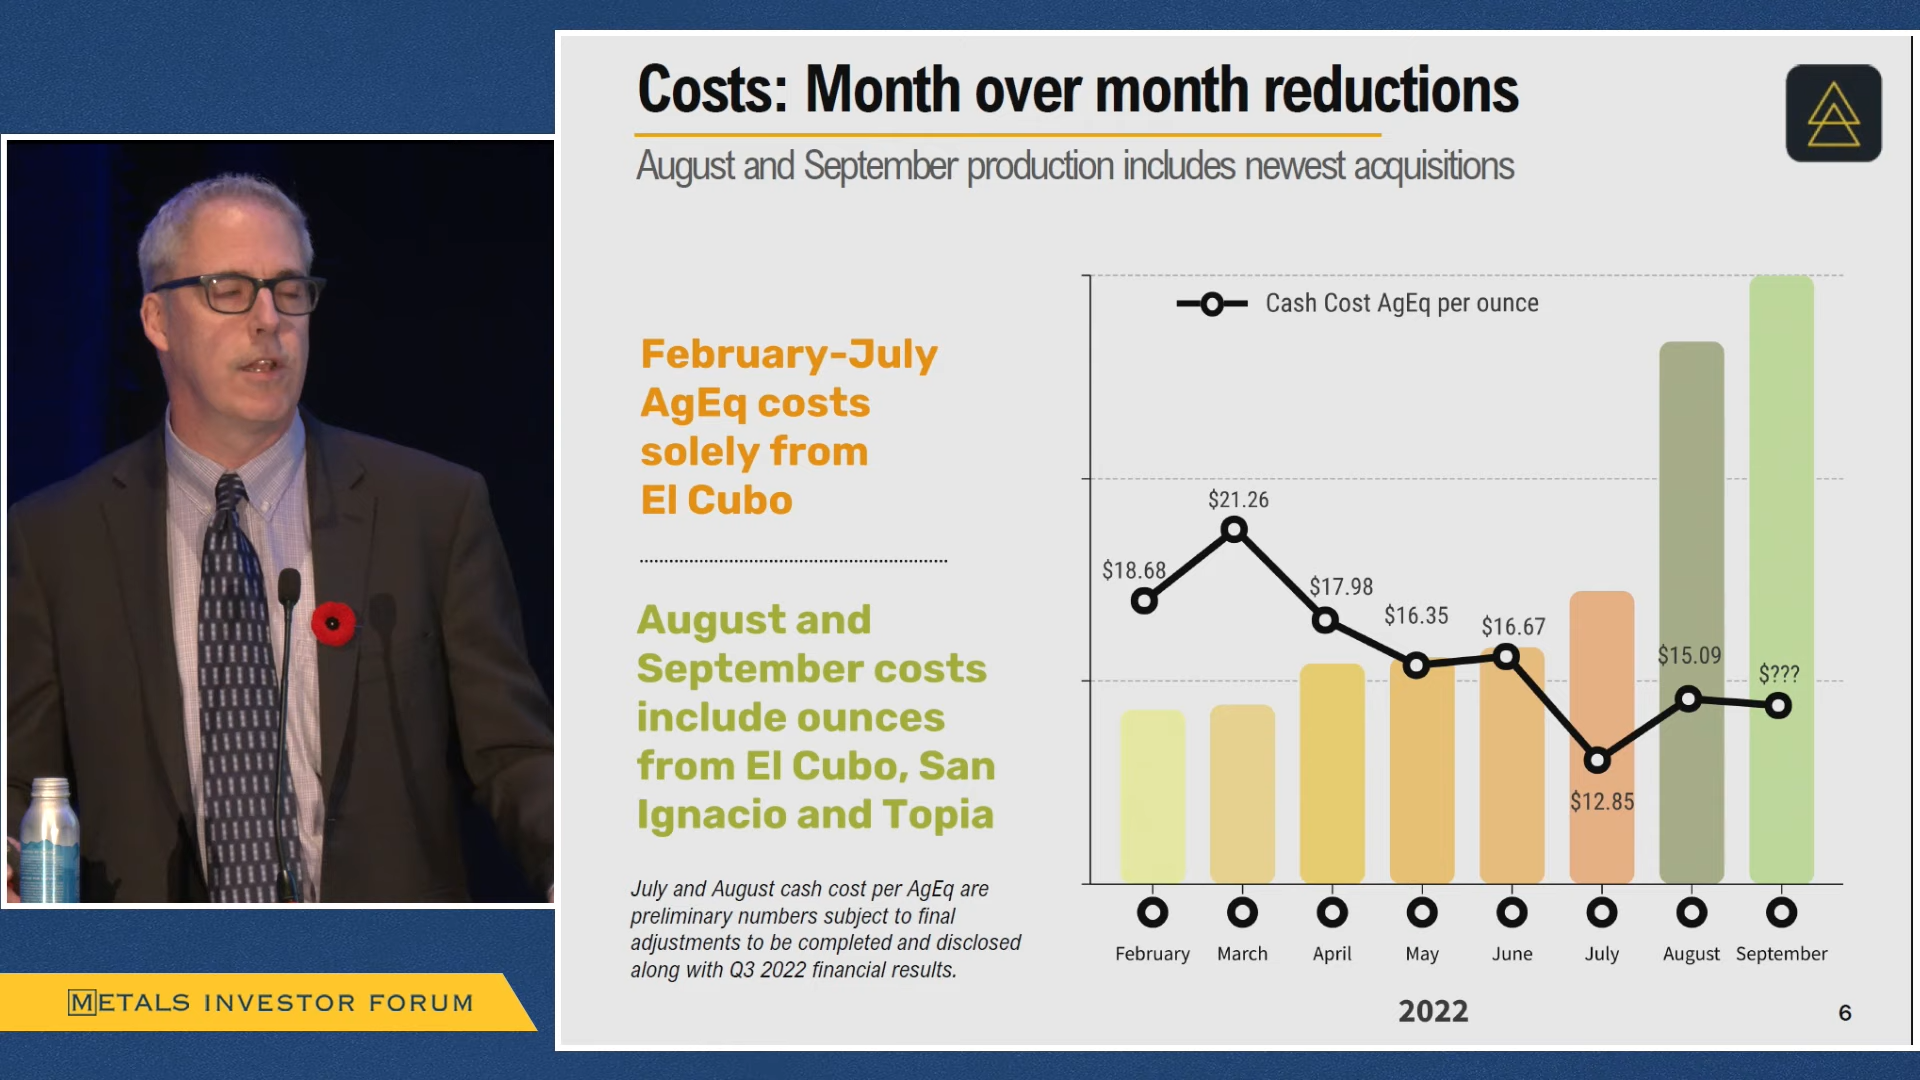 Costs: Month over month reductions
August and September production includes newest acquisitions
February-July
AgEq costs
solely from
El Cubo
August and
September costs
include ounces
from El Cubo, San
Ignacio and Topia
July and August cash cost per AgEq are
preliminary numbers subject to final
adjustments to be completed and disclosed
along with Q3 2022 financial results.
Cash Cost AgEq per ounce
$18.68
$21.26
$17.98
$16.35
$16.67
$12.85
$15.09
$???
February March April May June July August September
2022
6
METALS INVESTOR FORUM